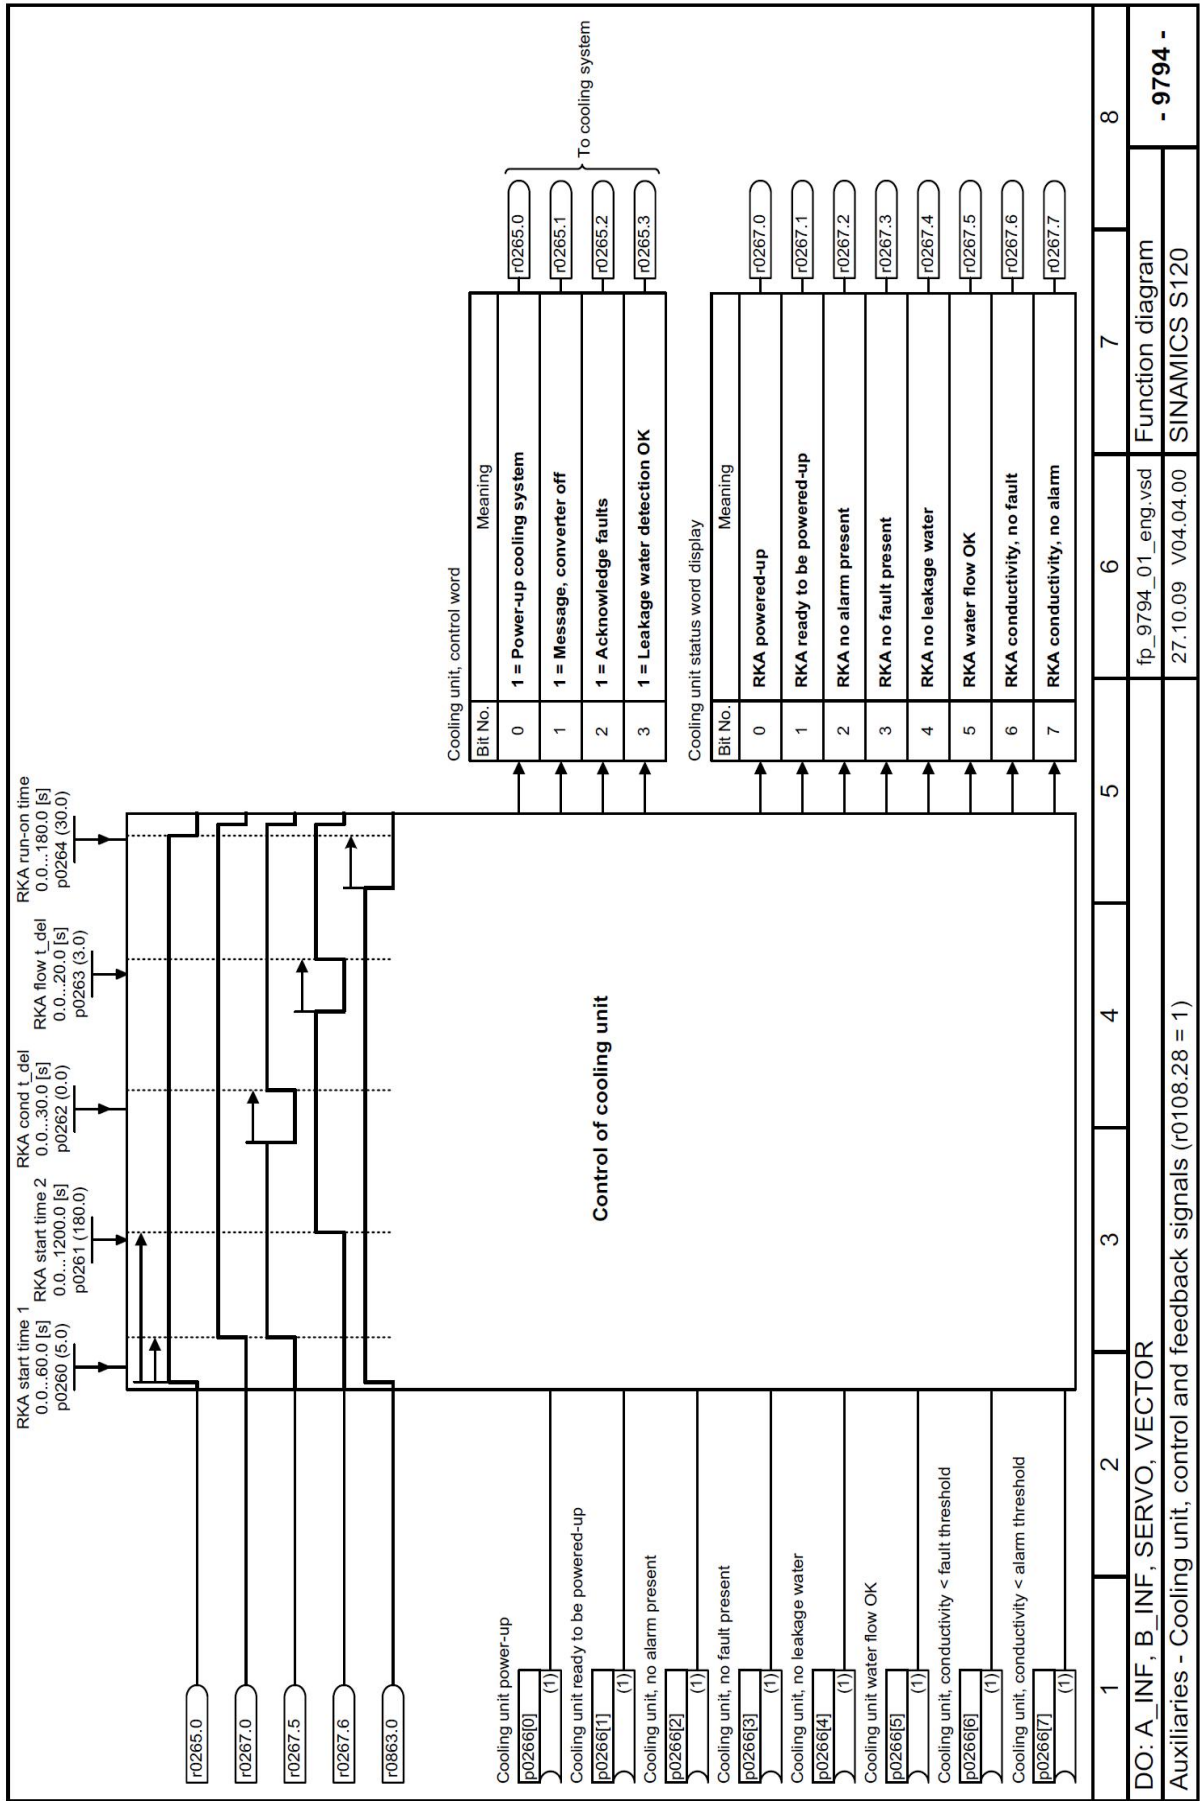 RKA start time 1
0.0...60.0 [s]
p0260 (5.0)
RKA start time 2
0.0...1200.0 [s]
p0261 (180.0)
RKA cond t_del
0.0...30.0 [s]
p0262 (0.0)
RKA flow t_del
0.0...20.0 [s]
p0263 (3.0)
RKA run-on time
0.0...180.0 [s]
p0264 (30.0)
r0265.0
r0267.0
r0267.5
r0267.6
r0863.0
Cooling unit power-up
p0266[0]
(1)
Cooling unit ready to be powered-up
p0266[1]
(1)
Cooling unit, no alarm present
p0266[2]
(1)
Cooling unit, no fault present
p0266[3]
(1)
Cooling unit, no leakage water
p0266[4]
(1)
Cooling unit water flow OK
p0266[5]
(1)
Cooling unit, conductivity < fault threshold
p0266[6]
(1)
Cooling unit, conductivity < alarm threshold
p0266[7]
(1)
Control of cooling unit
Cooling unit, control word
Bit No. Meaning
0 1 = Power-up cooling system r0265.0
1 1 = Message, converter off r0265.1
2 1 = Acknowledge faults r0265.2
3 1 = Leakage water detection OK r0265.3
To cooling system
Cooling unit status word display
Bit No. Meaning
0 RKA powered-up r0267.0
1 RKA ready to be powered-up r0267.1
2 RKA no alarm present r0267.2
3 RKA no fault present r0267.3
4 RKA no leakage water r0267.4
5 RKA water flow OK r0267.5
6 RKA conductivity, no fault r0267.6
7 RKA conductivity, no alarm r0267.7
1 2 3 4 5 6 7 8
DO: A_INF, B_INF, SERVO, VECTOR fp_9794_01_eng.vsd Function diagram
- 9794 -
Auxiliaries - Cooling unit, control and feedback signals (r0108.28 = 1) 27.10.09 V04.04.00 SINAMICS S120